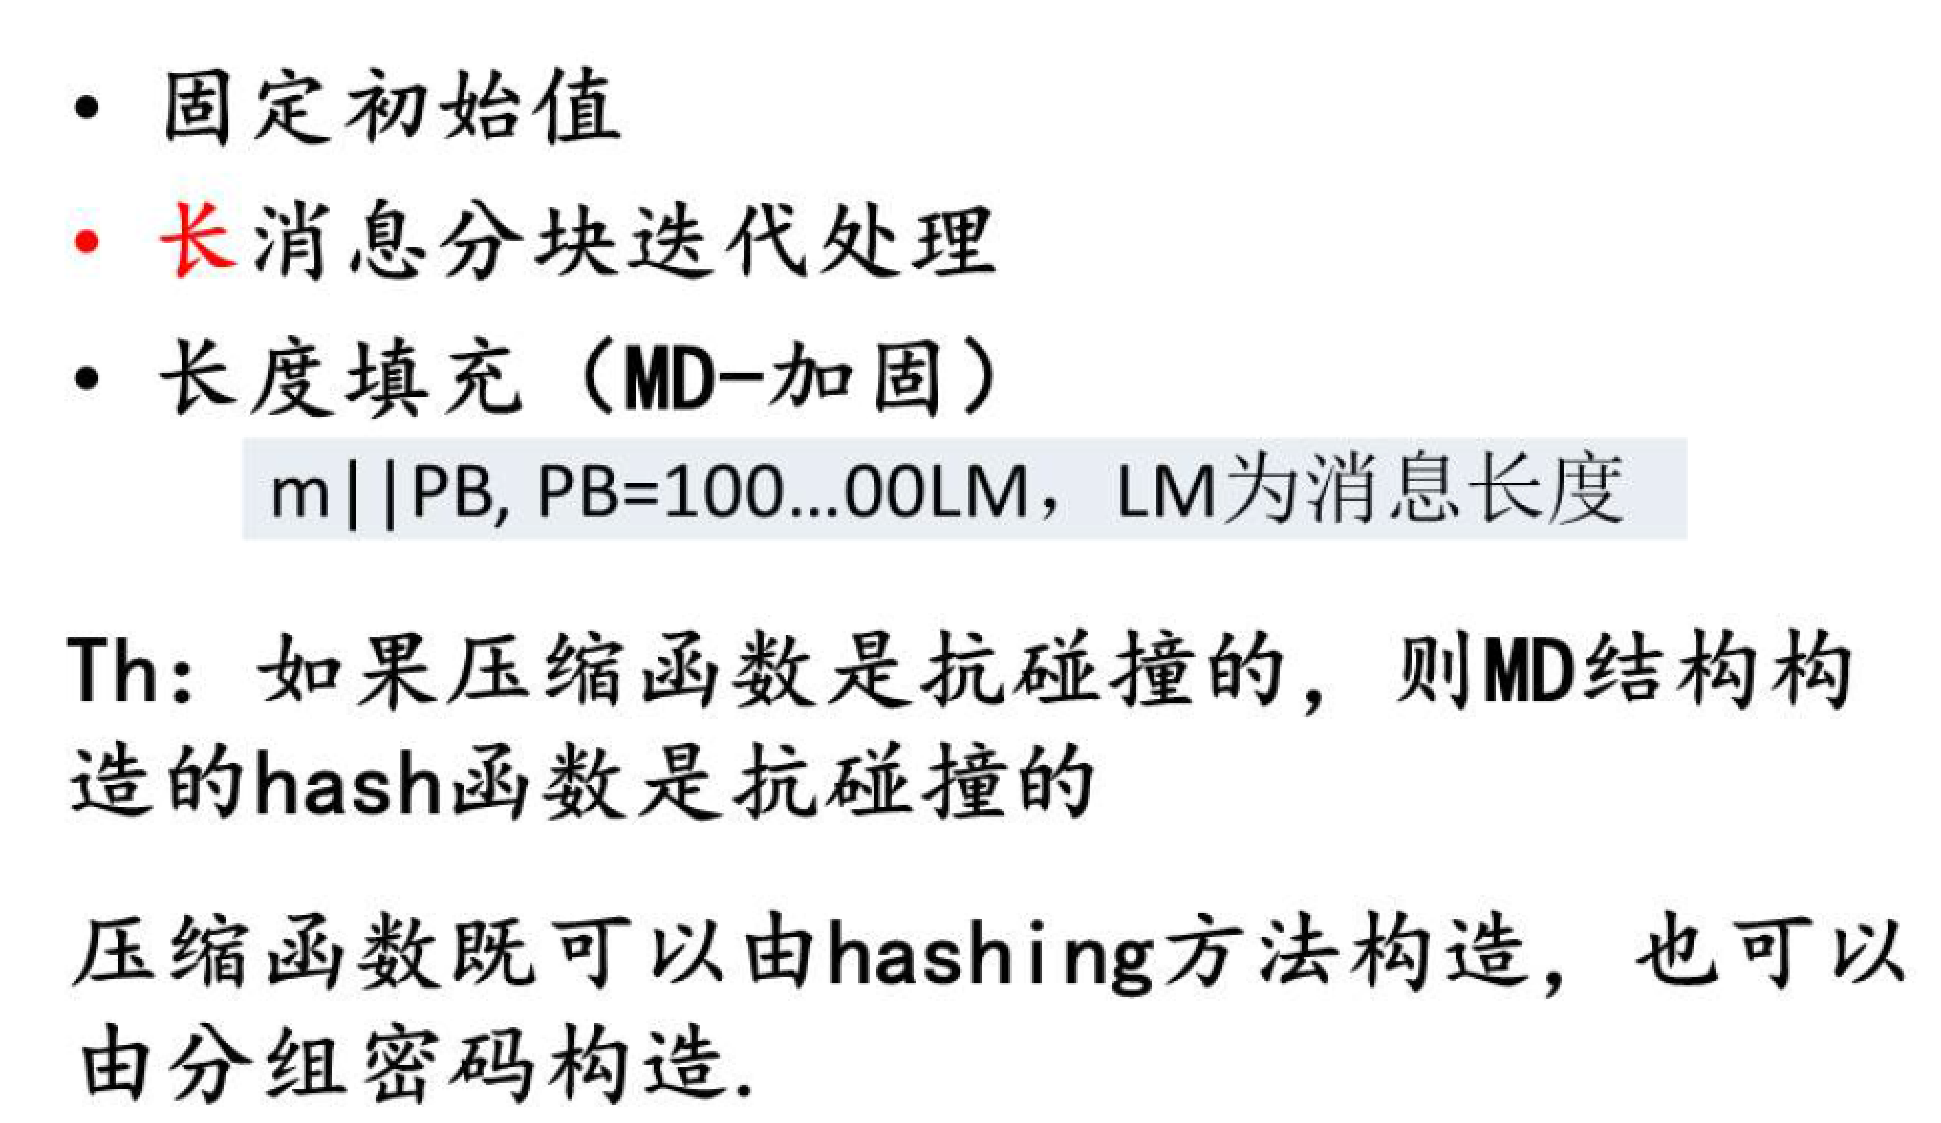 • 固定初始值
• 长消息分块迭代处理
• 长度填充（MD-加固）
m||PB, PB=100...00LM，LM为消息长度
Th：如果压缩函数是抗碰撞的，则MD结构构
造的hash函数是抗碰撞的
压缩函数既可以由hashing方法构造，也可以
由分组密码构造.